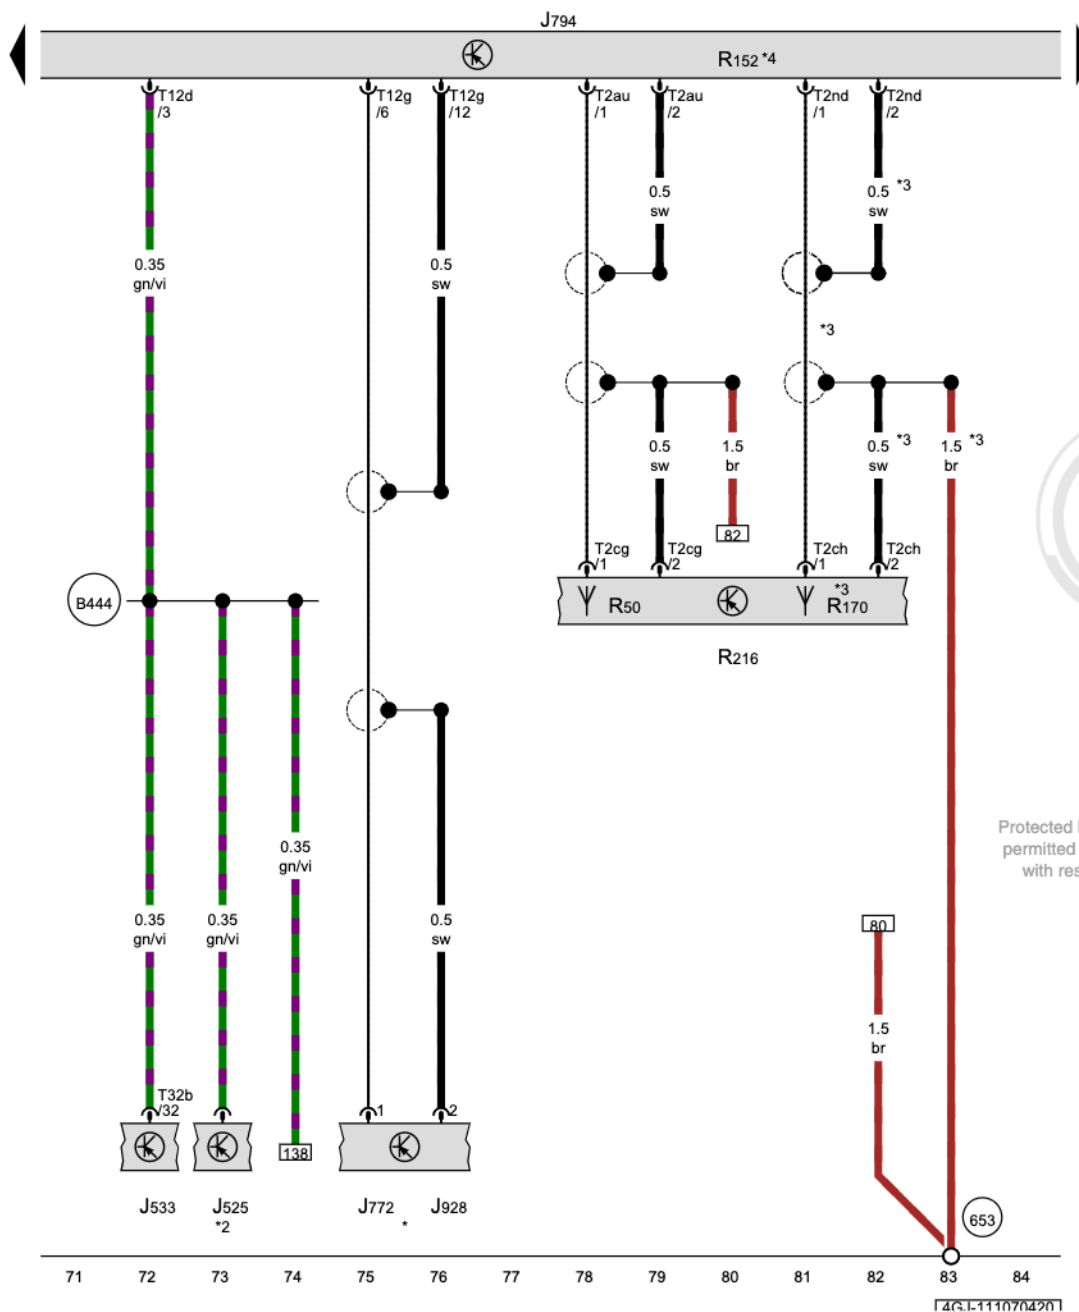 J794
R152 *4
T12d
/3
T12g
/6
T12g
/12
T2au
/1
T2au
/2
T2nd
/1
T2nd
/2
0.5
sw
0.5 *3
sw
0.35
gn/vi
0.5
sw
*3
0.5
sw
1.5
br
0.5 *3
sw
1.5 *3
br
82
T2cg
/1
T2cg
/2
T2ch
/1
T2ch
/2
B444
R50
*3
R170
R216
Protected
permitted
with res
0.35
gn/vi
0.35
gn/vi
0.35
gn/vi
0.5
sw
80
1.5
br
T32b
/32
1
2
138
J533
J525
*2
J772
*
J928
653
71 72 73 74 75 76 77 78 79 80 81 82 83 84
4GJ-111070420